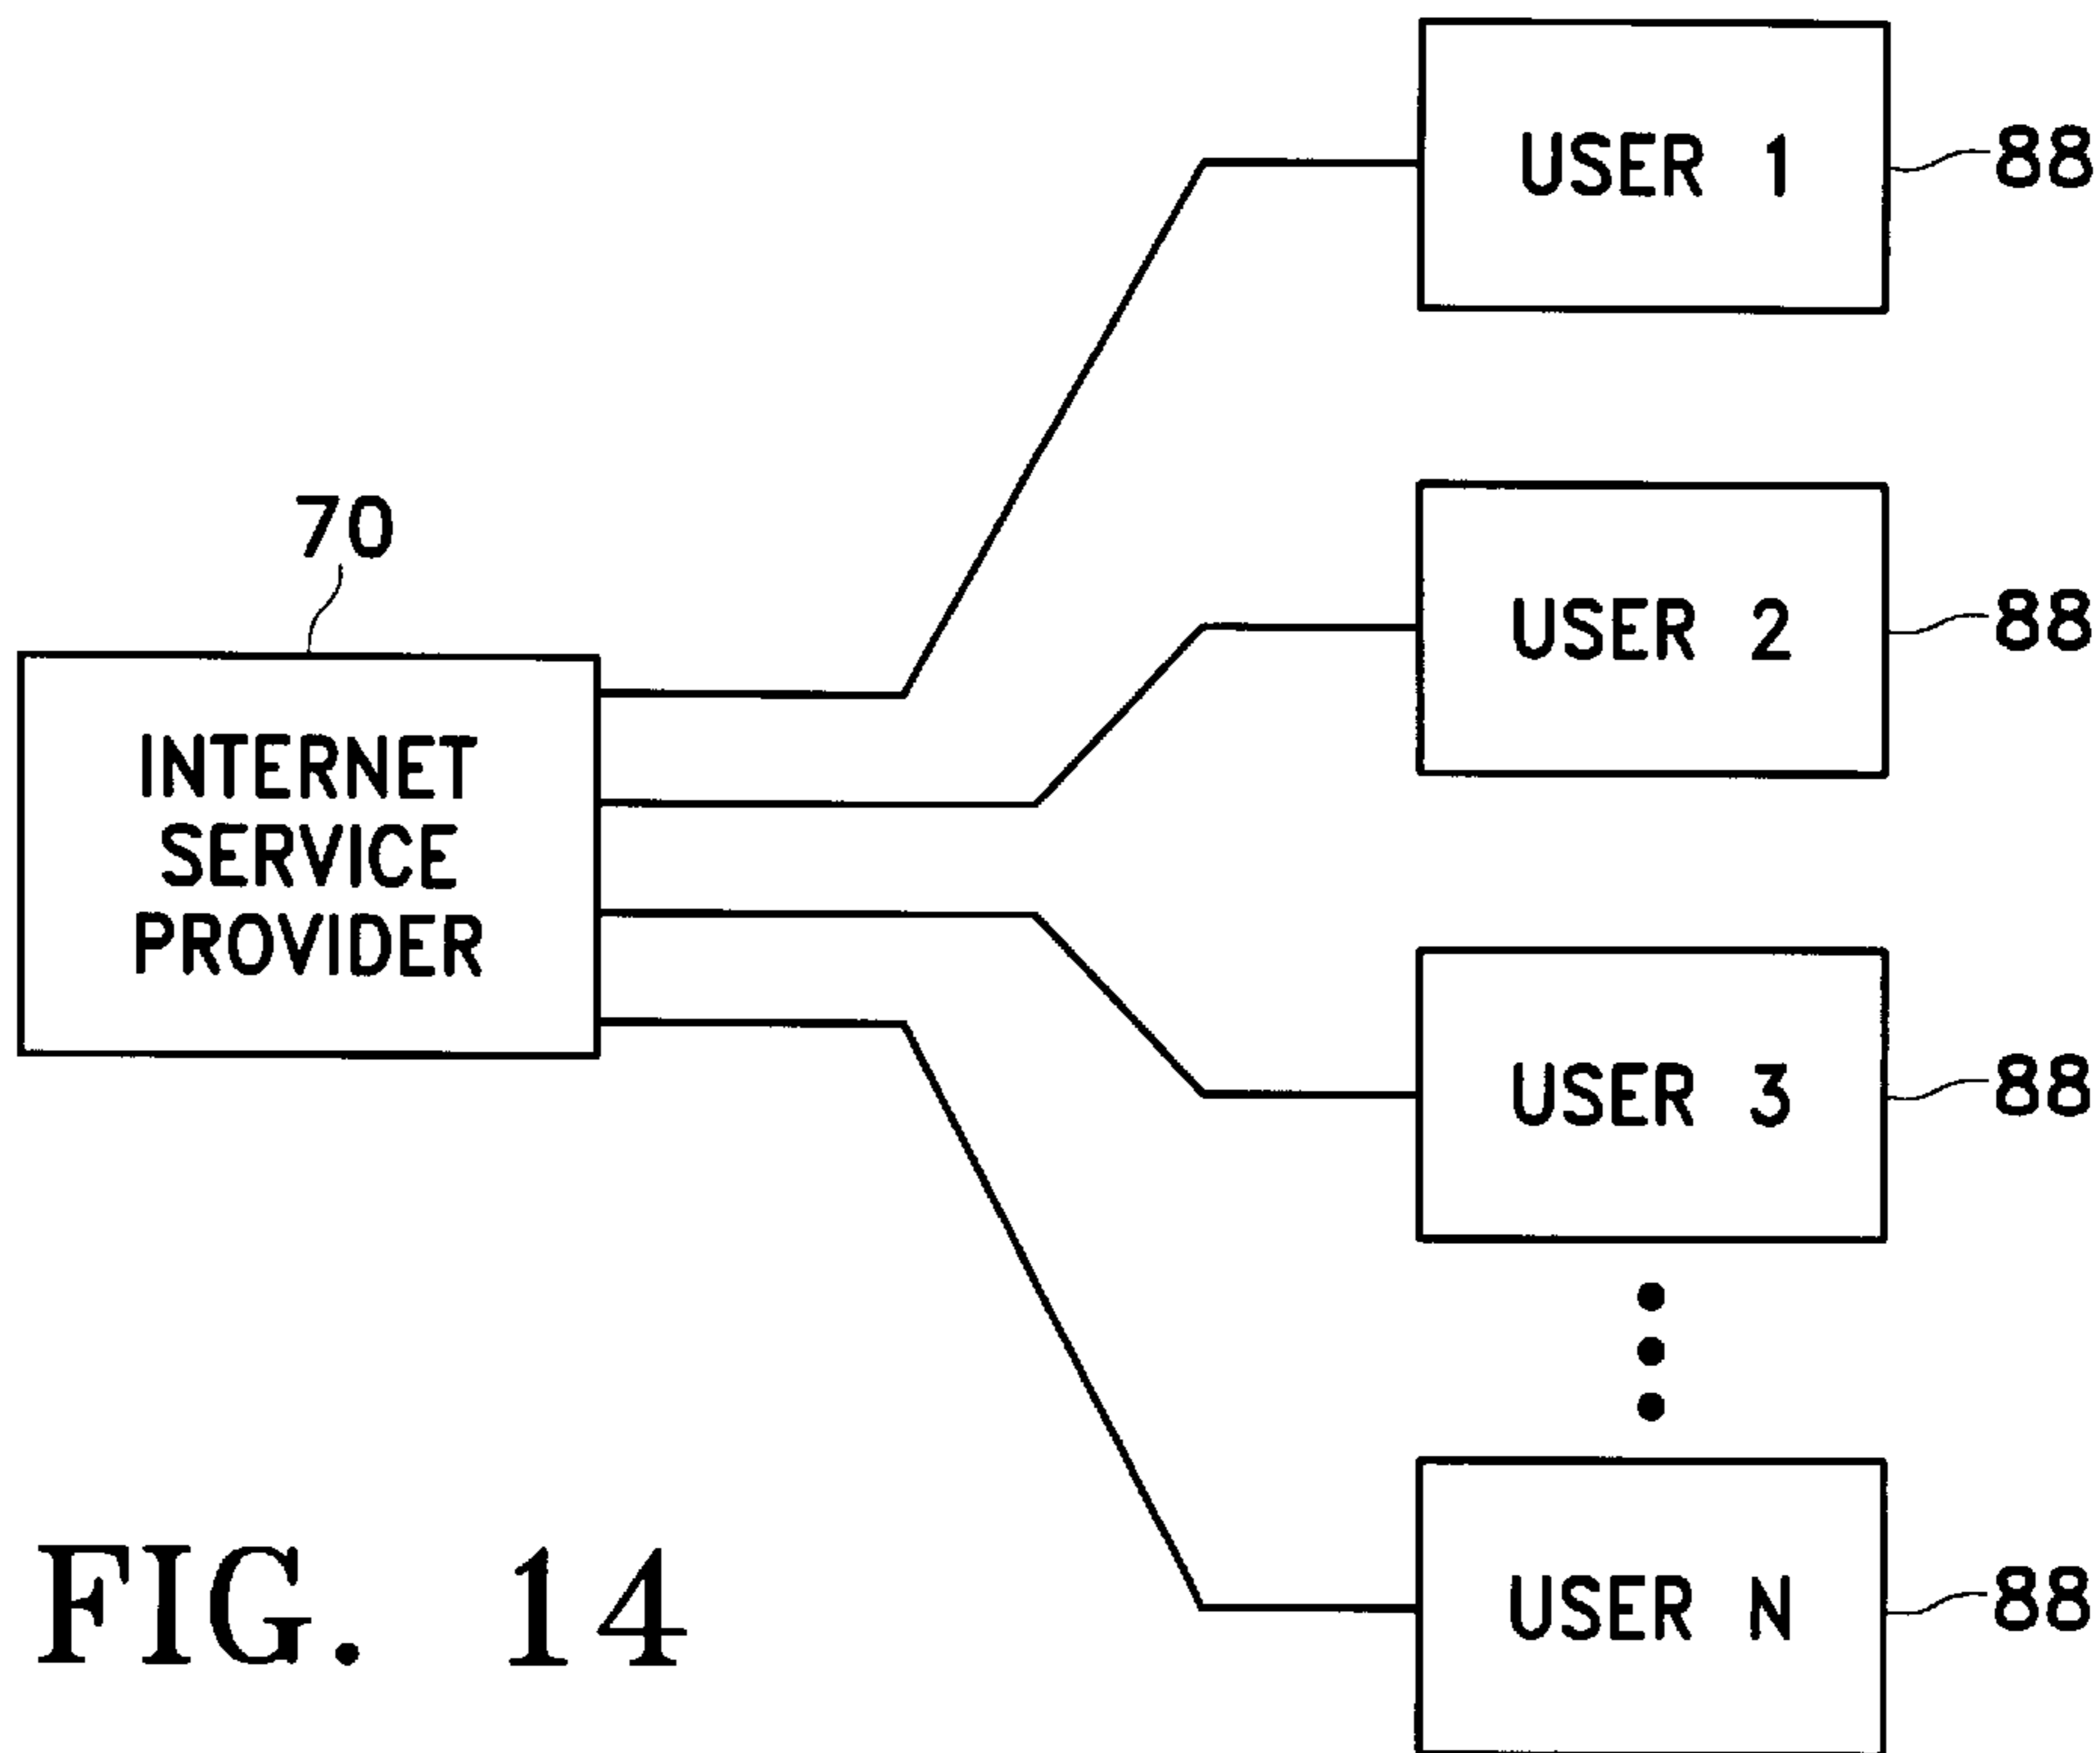 USER 1
88
USER 2
88
70
INTERNET
SERVICE
PROVIDER
USER 3
88
USER N
88
FIG. 14